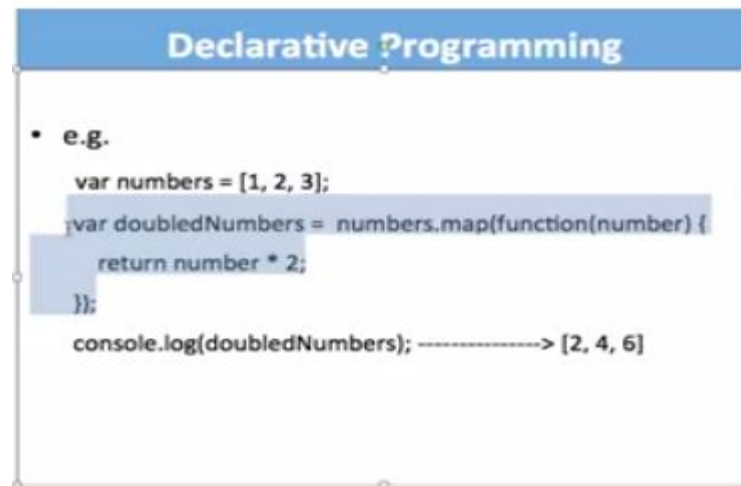 Declarative Programming
• e.g.
var numbers = [1, 2, 3];
var doubledNumbers = numbers.map(function(number) {
return number * 2;
});
console.log(doubledNumbers); ---------------> [2, 4, 6]